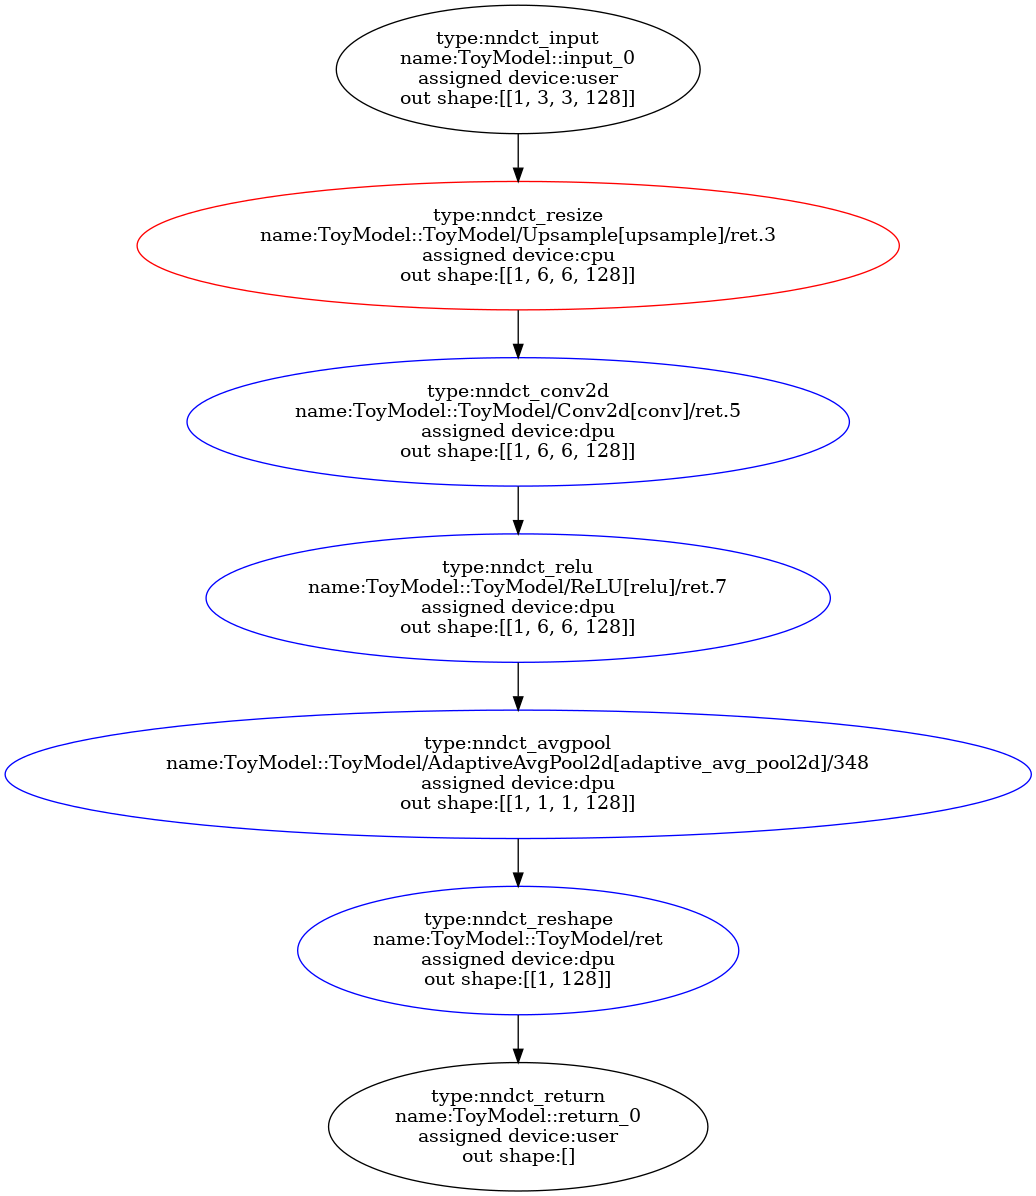 type:nndct_input
name:ToyModel::input_0
assigned device:user
out shape:[[1, 3, 3, 128]]
type:nndct_resize
name:ToyModel::ToyModel/Upsample[upsample]/ret.3
assigned device:cpu
out shape:[[1, 6, 6, 128]]
type:nndct_conv2d
name:ToyModel::ToyModel/Conv2d[conv]/ret.5
assigned device:dpu
out shape:[[1, 6, 6, 128]]
type:nndct_relu
name:ToyModel::ToyModel/ReLU[relu]/ret.7
assigned device:dpu
out shape:[[1, 6, 6, 128]]
type:nndct_avgpool
name:ToyModel::ToyModel/AdaptiveAvgPool2d[adaptive_avg_pool2d]/348
assigned device:dpu
out shape:[[1, 1, 1, 128]]
type:nndct_reshape
name:ToyModel::ToyModel/ret
assigned device:dpu
out shape:[[1, 128]]
type:nndct_return
name:ToyModel::return_0
assigned device:user
out shape:[]